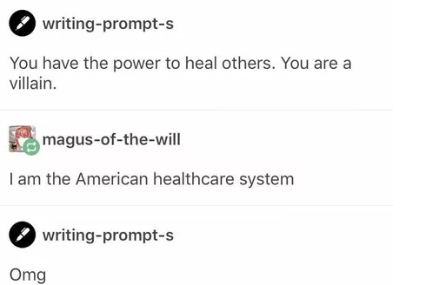 writing-prompt-s
You have the power to heal others. You are a
villain.
magus-of-the-will
I am the American healthcare system
writing-prompt-s
Omg